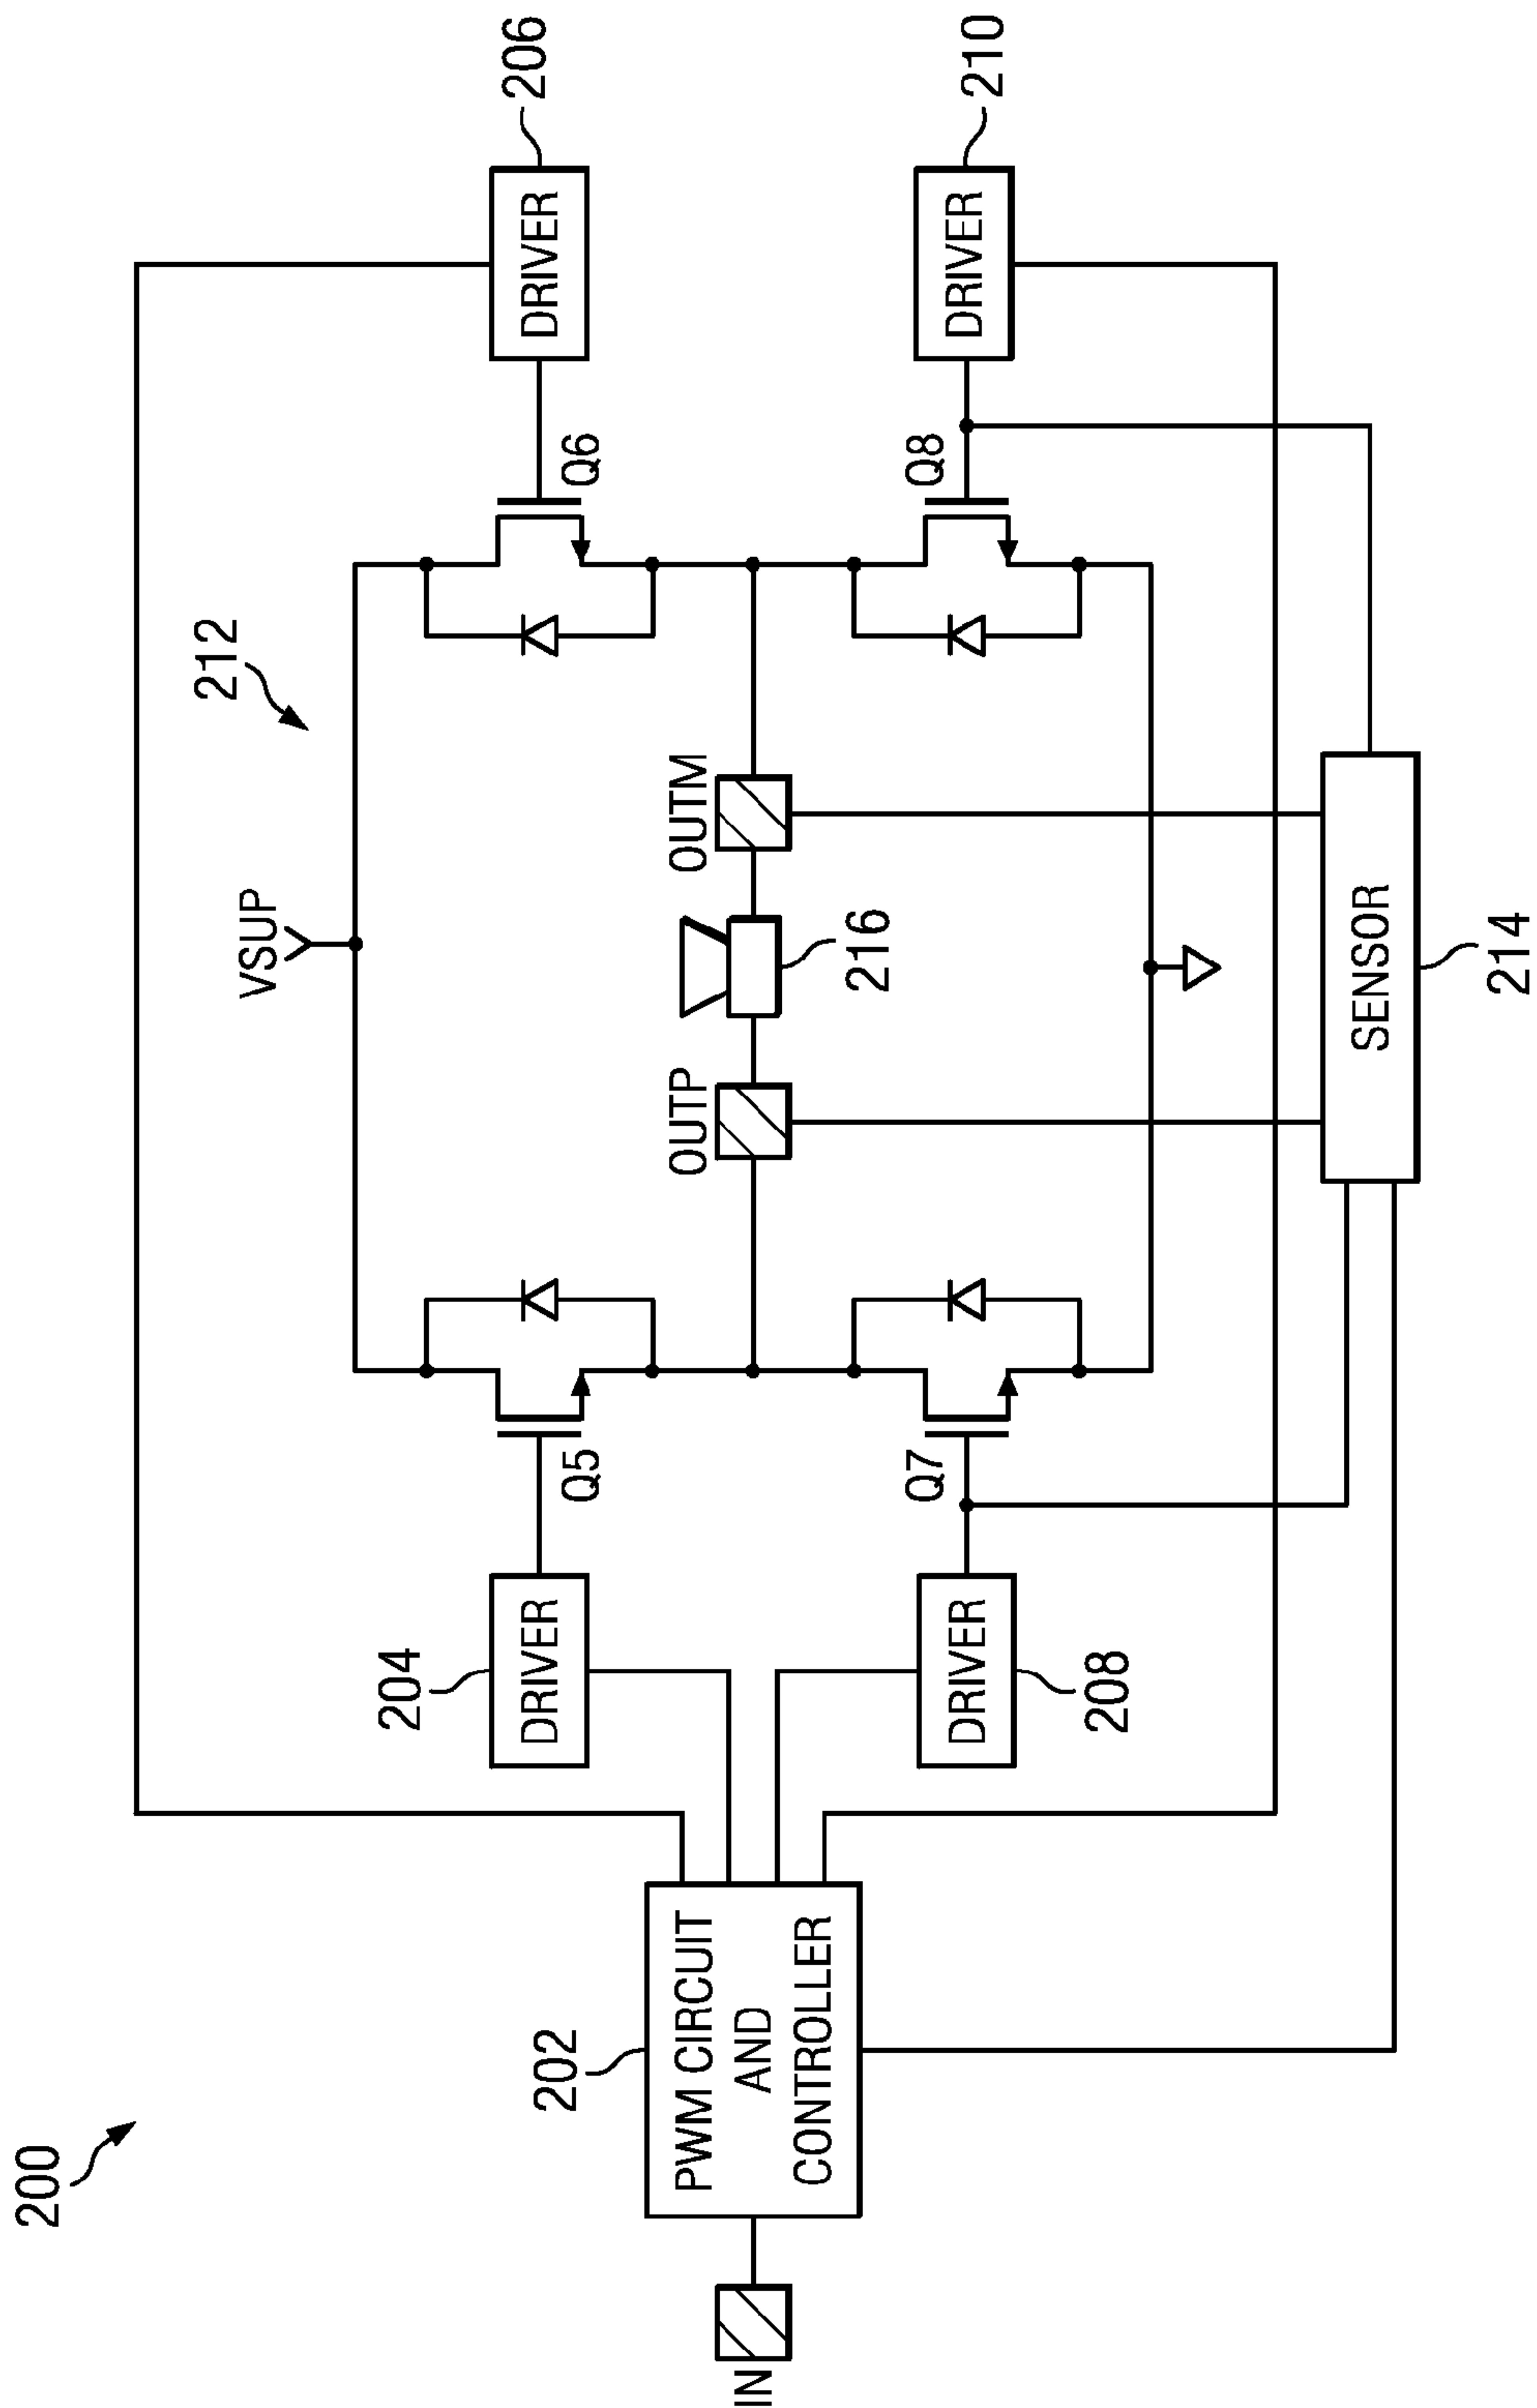 200
IN
202
PWM CIRCUIT
AND
CONTROLLER
204
DRIVER
208
DRIVER
Q5
Q7
VSUP
212
OUTP
216
OUTM
Q6
Q8
206
DRIVER
210
DRIVER
SENSOR
214